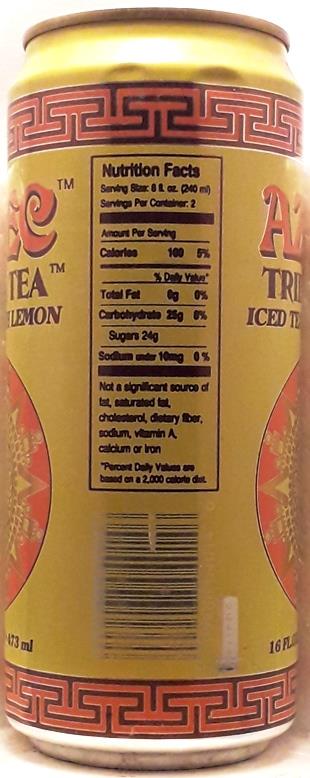 EC™
TEA™
LEMON
473 ml
Nutrition Facts
Serving Size: 8 fl. oz. (240 ml)
Servings Per Container: 2
Amount Per Serving
Calories 100 5%
% Daily Value*
Total Fat 0g 0%
Carbohydrate 25g 8%
Sugars 24g
Sodium under 10mg 0 %
Not a significant source of
fat, saturated fat,
cholesterol, dietary fiber,
sodium, vitamin A,
calcium or iron
*Percent Daily Values are
based on a 2,000 calorie diet.
AZ
TRI
ICED TE
16 FL.